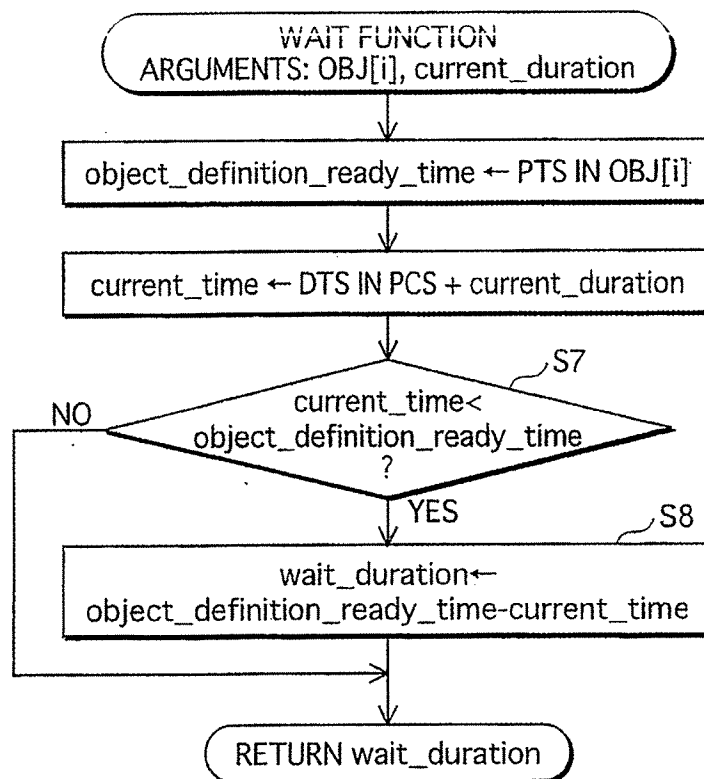 WAIT FUNCTION
ARGUMENTS: OBJ[i], current_duration
object_definition_ready_time ← PTS IN OBJ[i]
current_time ← DTS IN PCS + current_duration
S7
current_time<
object_definition_ready_time
?
NO
YES
S8
wait_duration←
object_definition_ready_time-current_time
RETURN wait_duration